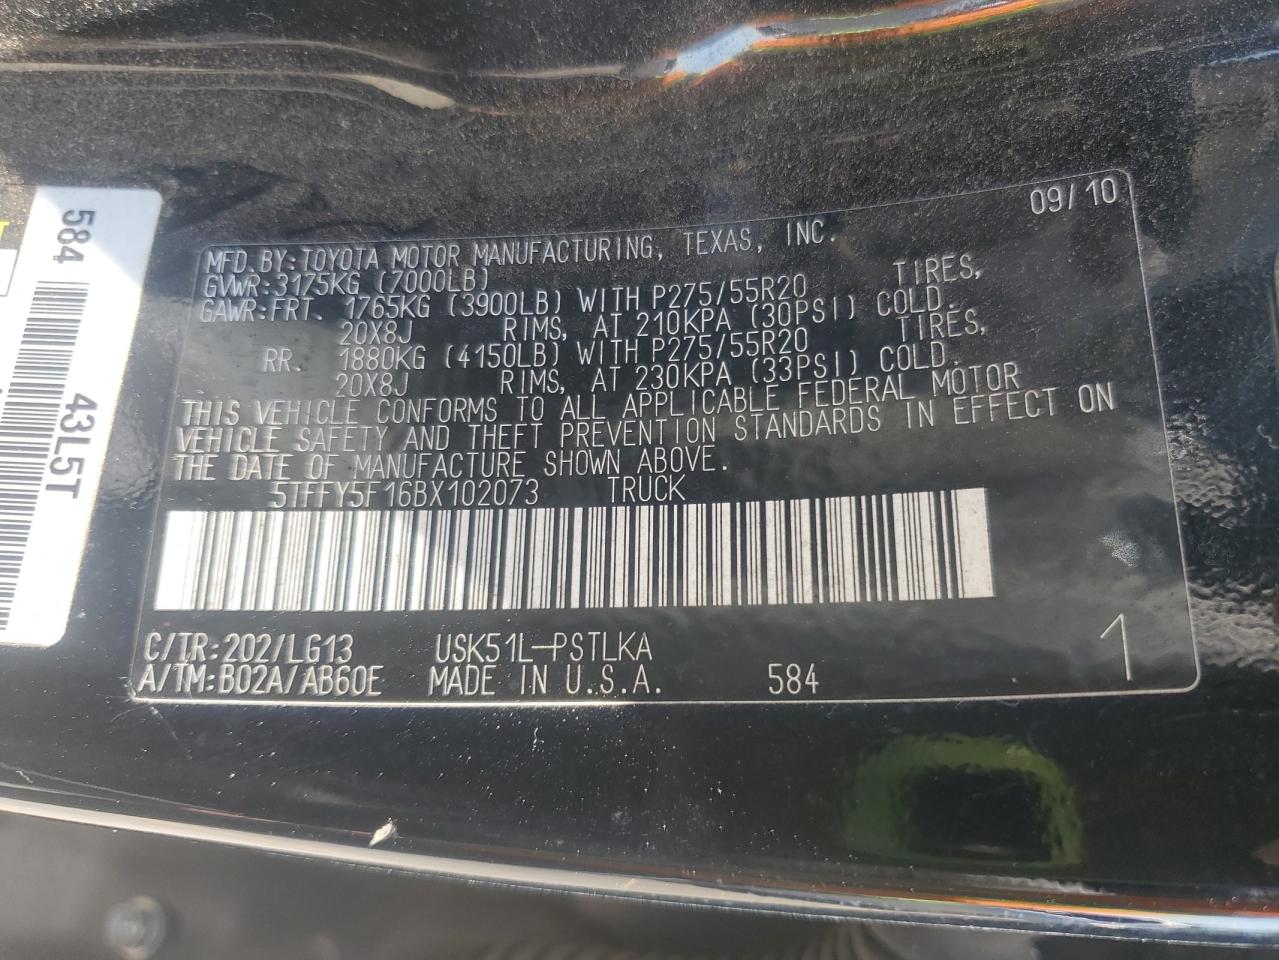 09/10
MFD.BY:TOYOTA MOTOR MANUFACTURING, TEXAS, INC.
GVWR:3175KG (7000LB)
GAWR:FRT. 1765KG (3900LB) WITH P275/55R20 TIRES,
20X8J RIMS, AT 210KPA (30PSI) COLD.
RR. 1880KG (4150LB) WITH P275/55R20 TIRES,
20X8J RIMS, AT 230KPA (33PSI) COLD.
THIS VEHICLE CONFORMS TO ALL APPLICABLE FEDERAL MOTOR
VEHICLE SAFETY AND THEFT PREVENTION STANDARDS IN EFFECT ON
THE DATE OF MANUFACTURE SHOWN ABOVE.
5TFFY5F16BX102073 TRUCK
C/TR:202/LG13 USK51L-PSTLKA
A/TM:B02A/AB60E MADE IN U.S.A. 584
1
584 43L5T